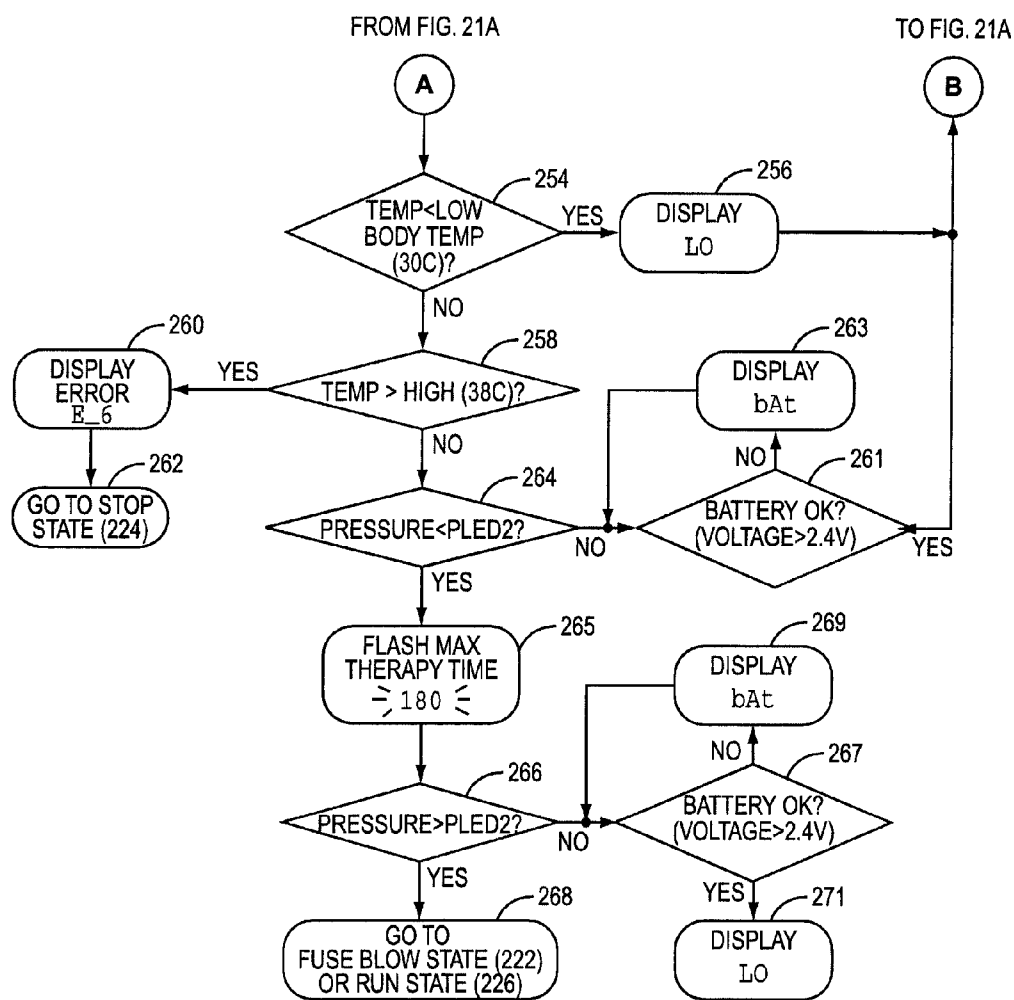 FROM FIG. 21A
TO FIG. 21A
A
B
254
TEMP<LOW
BODY TEMP
(30C)?
YES
256
DISPLAY
LO
NO
258
TEMP > HIGH (38C)?
YES
260
DISPLAY
ERROR
E_6
262
GO TO STOP
STATE (224)
NO
263
DISPLAY
bAt
NO
261
BATTERY OK?
(VOLTAGE>2.4V)
YES
264
PRESSURE<PLED2?
NO
YES
265
FLASH MAX
THERAPY TIME
180
269
DISPLAY
bAt
NO
267
BATTERY OK?
(VOLTAGE>2.4V)
266
PRESSURE>PLED2?
NO
YES
YES
268
GO TO
FUSE BLOW STATE (222)
OR RUN STATE (226)
271
DISPLAY
LO